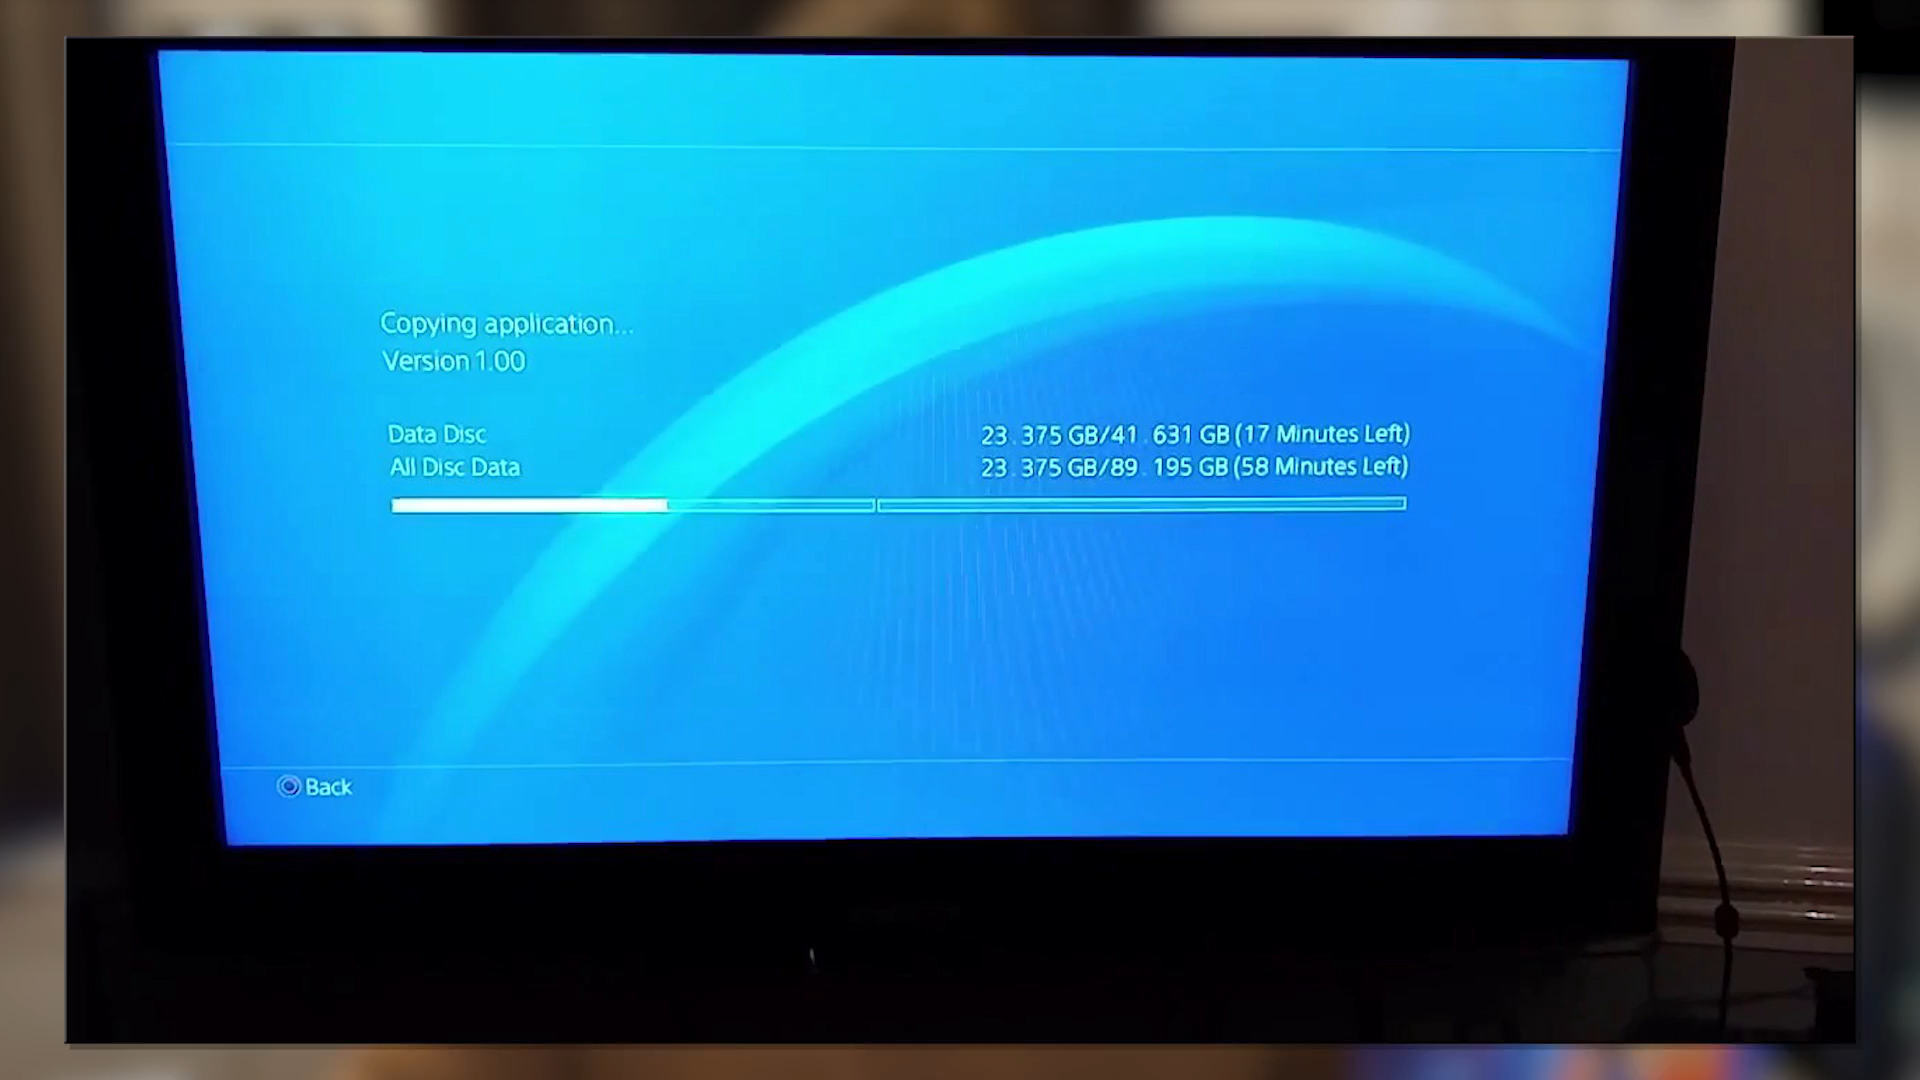 Copying application...
Version 1.00
Data Disc 23.375 GB/41.631 GB (17 Minutes Left)
All Disc Data 23.375 GB/89.195 GB (58 Minutes Left)
Back